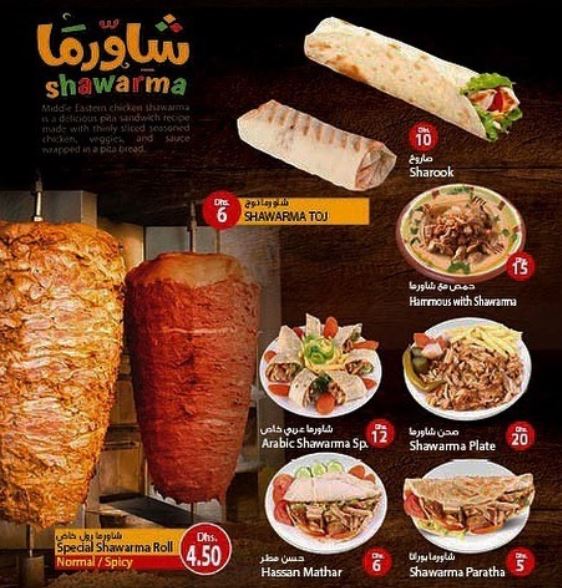 شاورما
shawarma
Middle Eastern chicken shawarma
is a delicious pita sandwich recipe
made with thinly sliced seasoned
chicken, veggies, and sauce
wrapped in a pita bread.
Dhs.
10
صاروخ
Sharook
Dhs.
6
شاورما توج
SHAWARMA TOJ
Dhs.
15
حمص مع شاورما
Hammous with Shawarma
شاورما عربي خاص
Arabic Shawarma Sp.
Dhs.
12
صحن شاورما
Shawarma Plate
Dhs.
20
شاورما رول خاص
Special Shawarma Roll
Normal / Spicy
Dhs.
4.50
حسن مطر
Hassan Mathar
Dhs.
6
شاورما بوراتا
Shawarma Paratha
Dhs.
5